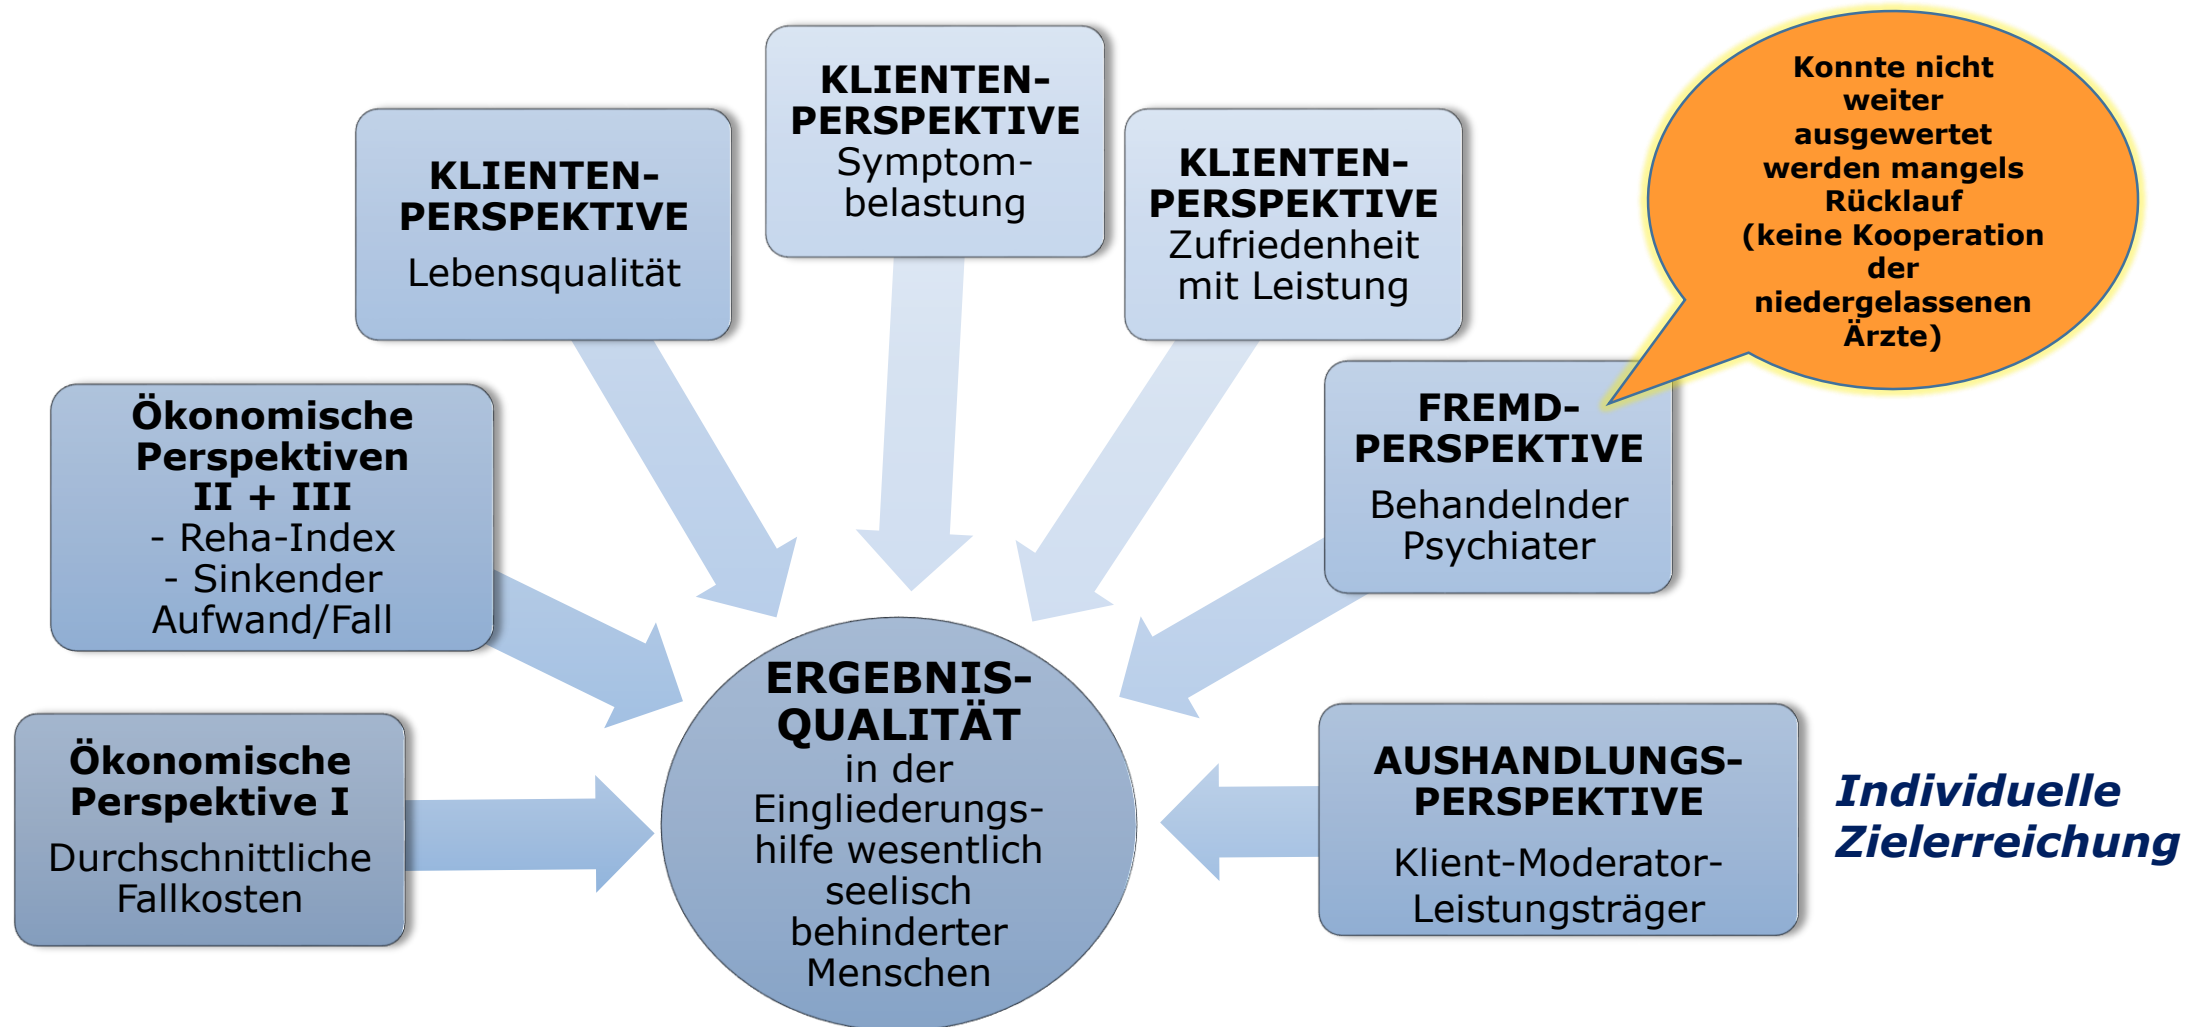 KLIENTEN-
PERSPEKTIVE
Symptom-
belastung
KLIENTEN-
PERSPEKTIVE
Lebensqualität
KLIENTEN-
PERSPEKTIVE
Zufriedenheit
mit Leistung
Konnte nicht
weiter
ausgewertet
werden mangels
Rücklauf
(keine Kooperation
der
niedergelassenen
Ärzte)
Ökonomische
Perspektiven
II + III
- Reha-Index
- Sinkender
Aufwand/Fall
FREMD-
PERSPEKTIVE
Behandelnder
Psychiater
Ökonomische
Perspektive I
Durchschnittliche
Fallkosten
ERGEBNIS-
QUALITÄT
in der
Eingliederungs-
hilfe wesentlich
seelisch
behinderter
Menschen
AUSHANDLUNGS-
PERSPEKTIVE
Klient-Moderator-
Leistungsträger
Individuelle
Zielerreichung